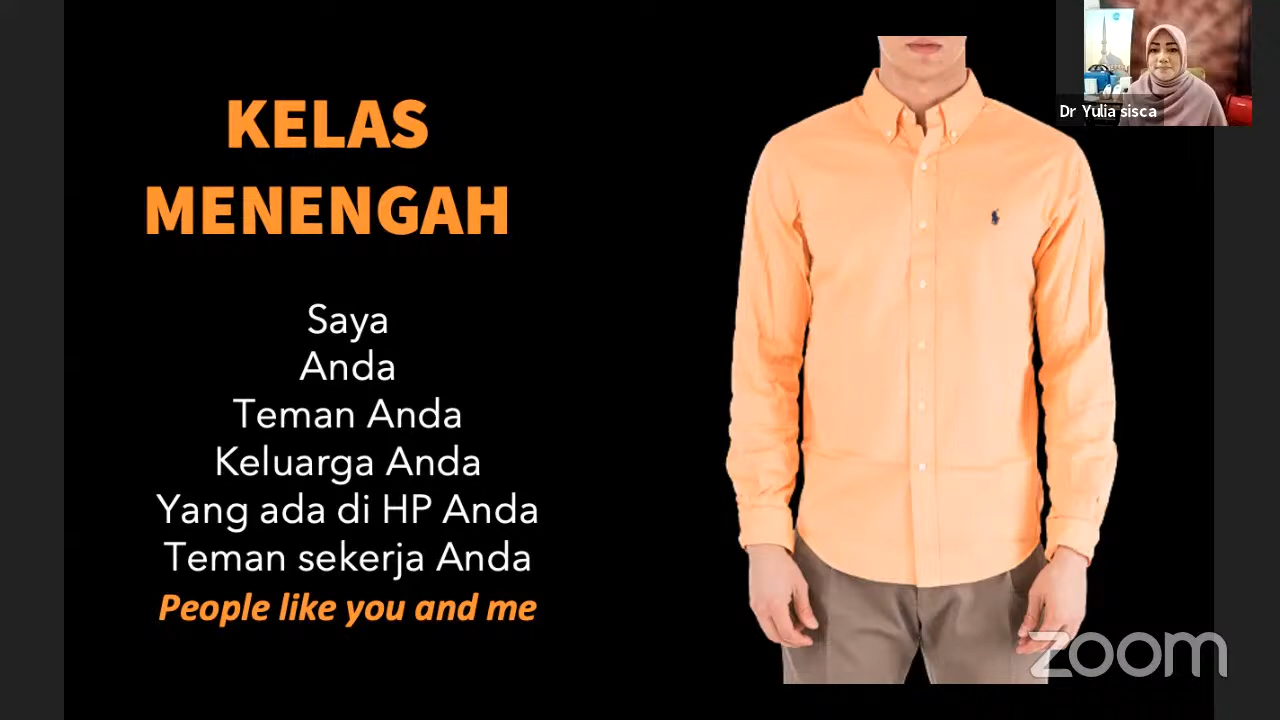 KELAS
MENENGAH
Saya
Anda
Teman Anda
Keluarga Anda
Yang ada di HP Anda
Teman sekerja Anda
People like you and me
Dr Yulia sisca
zoom